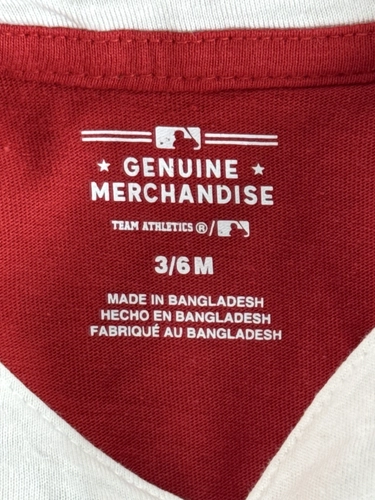 GENUINE
MERCHANDISE
TEAM ATHLETICS ® /
3/6 M
MADE IN BANGLADESH
HECHO EN BANGLADESH
FABRIQUÉ AU BANGLADESH